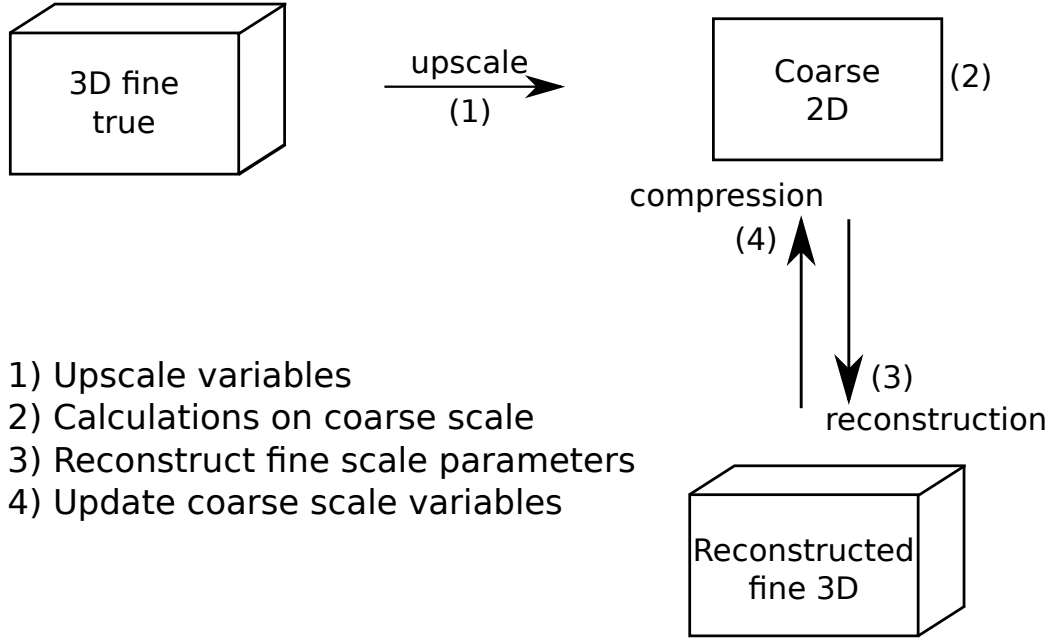 3D fine
true
upscale
(1)
Coarse
2D
(2)
compression
(4)
(3)
reconstruction
1) Upscale variables
2) Calculations on coarse scale
3) Reconstruct fine scale parameters
4) Update coarse scale variables
Reconstructed
fine 3D